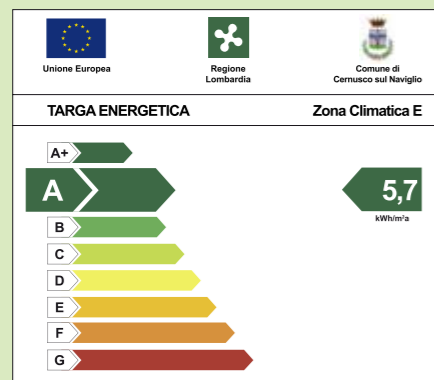 Unione Europea
Regione
Lombardia
Comune di
Cernusco sul Naviglio
TARGA ENERGETICA
Zona Climatica E
A+
A
5,7
kWh/m²a
B
C
D
E
F
G